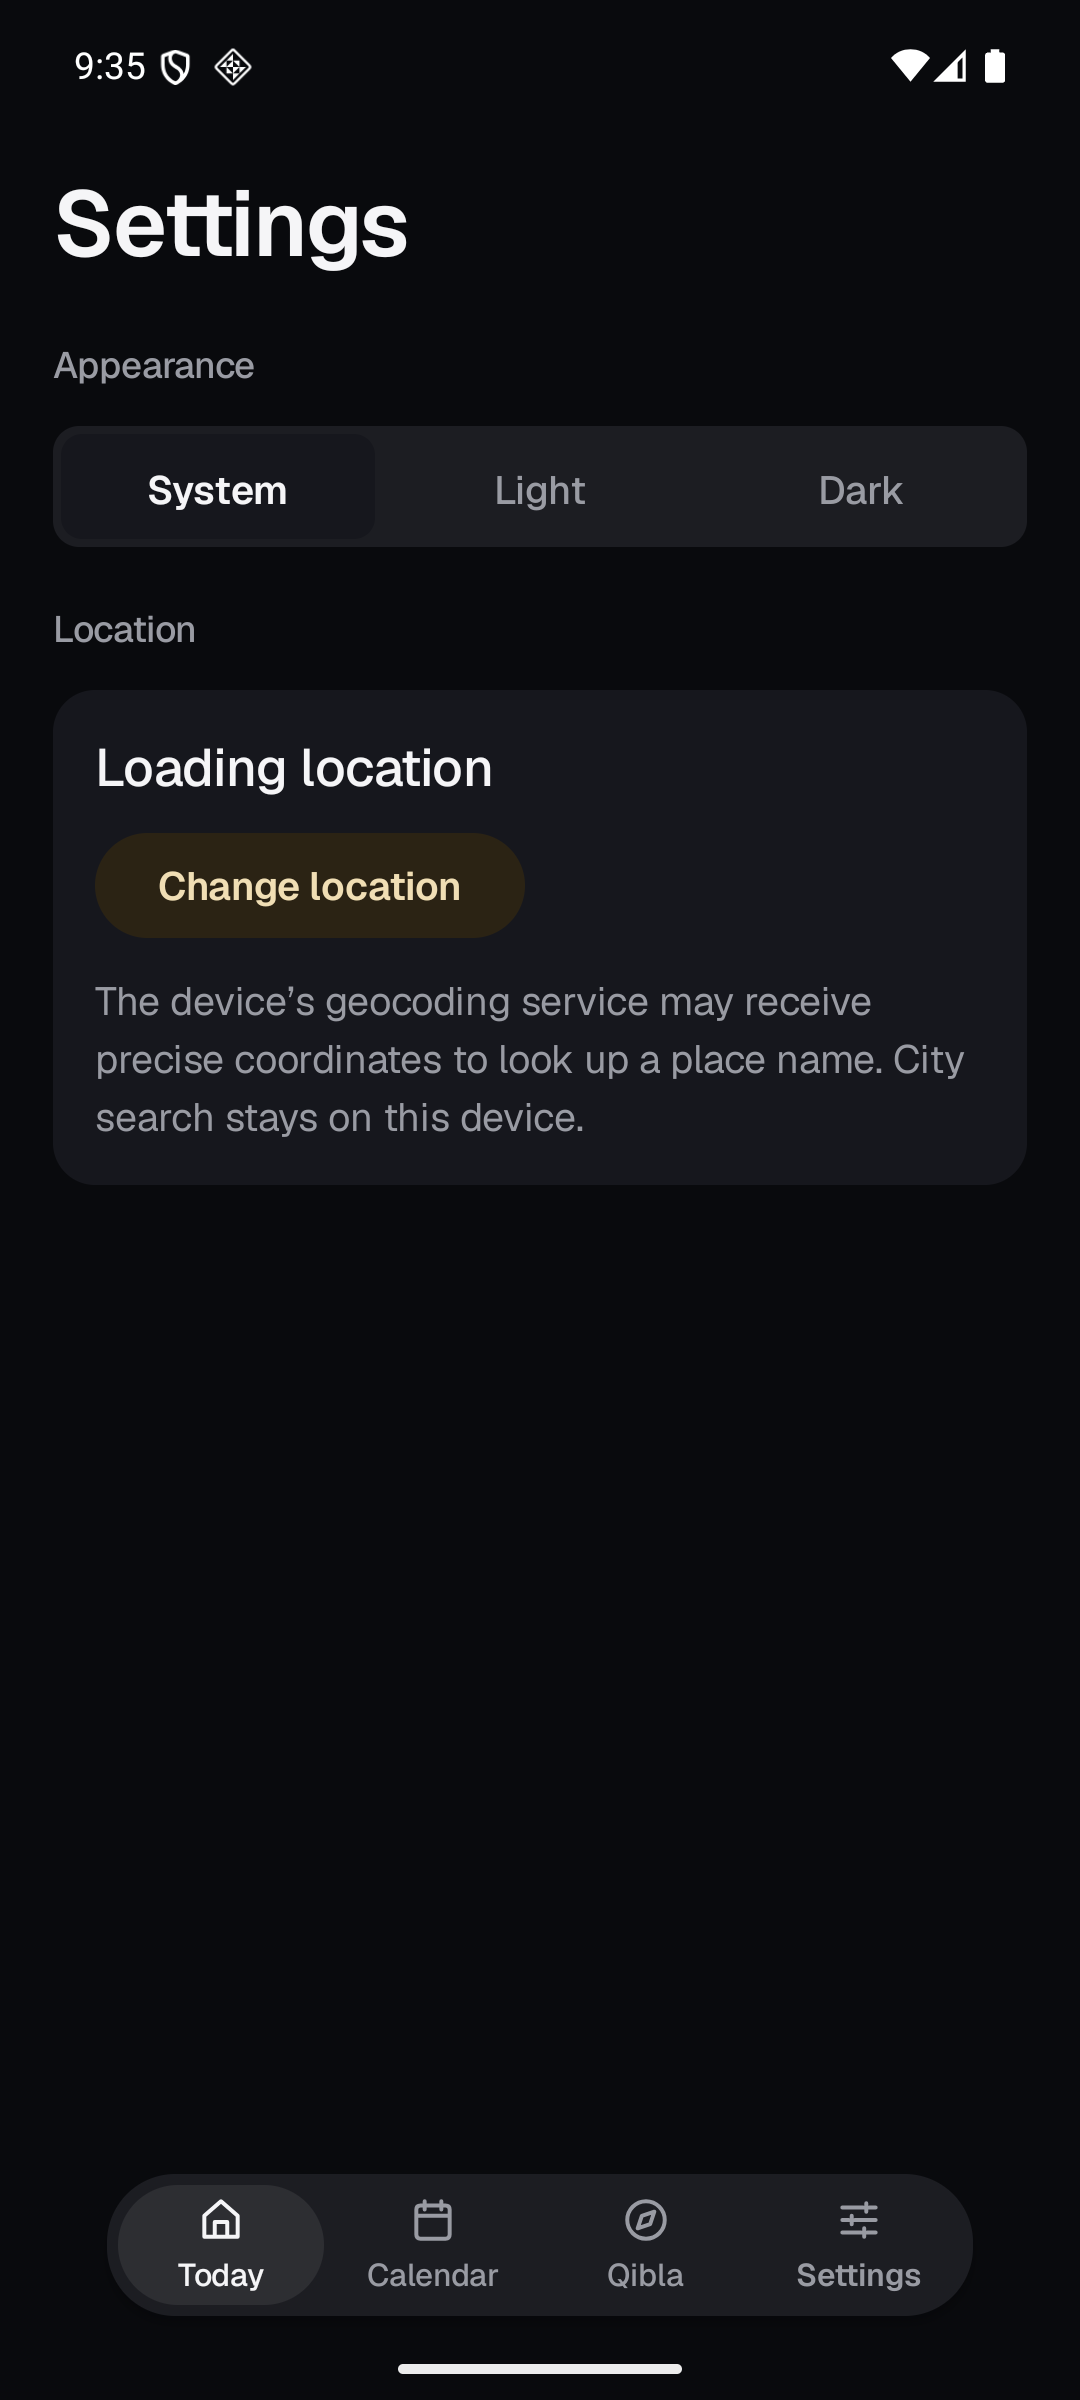 9:35
Settings
Appearance
System Light Dark
Location
Loading location
Change location
The device’s geocoding service may receive
precise coordinates to look up a place name. City
search stays on this device.
Today Calendar Qibla Settings